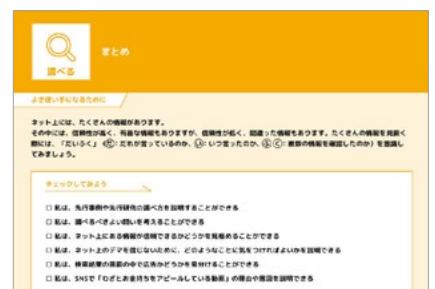 まとめ
調べる
よき使い手になるために
ネット上には、たくさんの情報があります。
その中には、信頼性が高く、有益な情報もありますが、信頼性が低く、間違った情報もあります。たくさんの情報を見抜く
際には、「だいふく」（だ：だれが言っているのか、い：いつ言ったのか、ふく：複数の情報を確認したのか）を意識し
てみましょう。
チェックしてみよう
□ 私は、先行事例や先行研究の調べ方を説明することができる
□ 私は、調べるべきよい問いを考えることができる
□ 私は、ネット上にある情報が信頼できるかどうかを見極めることができる
□ 私は、ネット上のデマを信じないために、どのようなことに気をつければよいかを説明できる
□ 私は、検索結果の画面の中で広告かどうかを見分けることができる
□ 私は、SNSで「わざとお金持ちをアピールしている動画」の理由や意図を説明できる